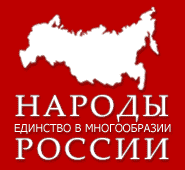 НАРОДЫ
ЕДИНСТВО В МНОГООБРАЗИИ
РОССИИ